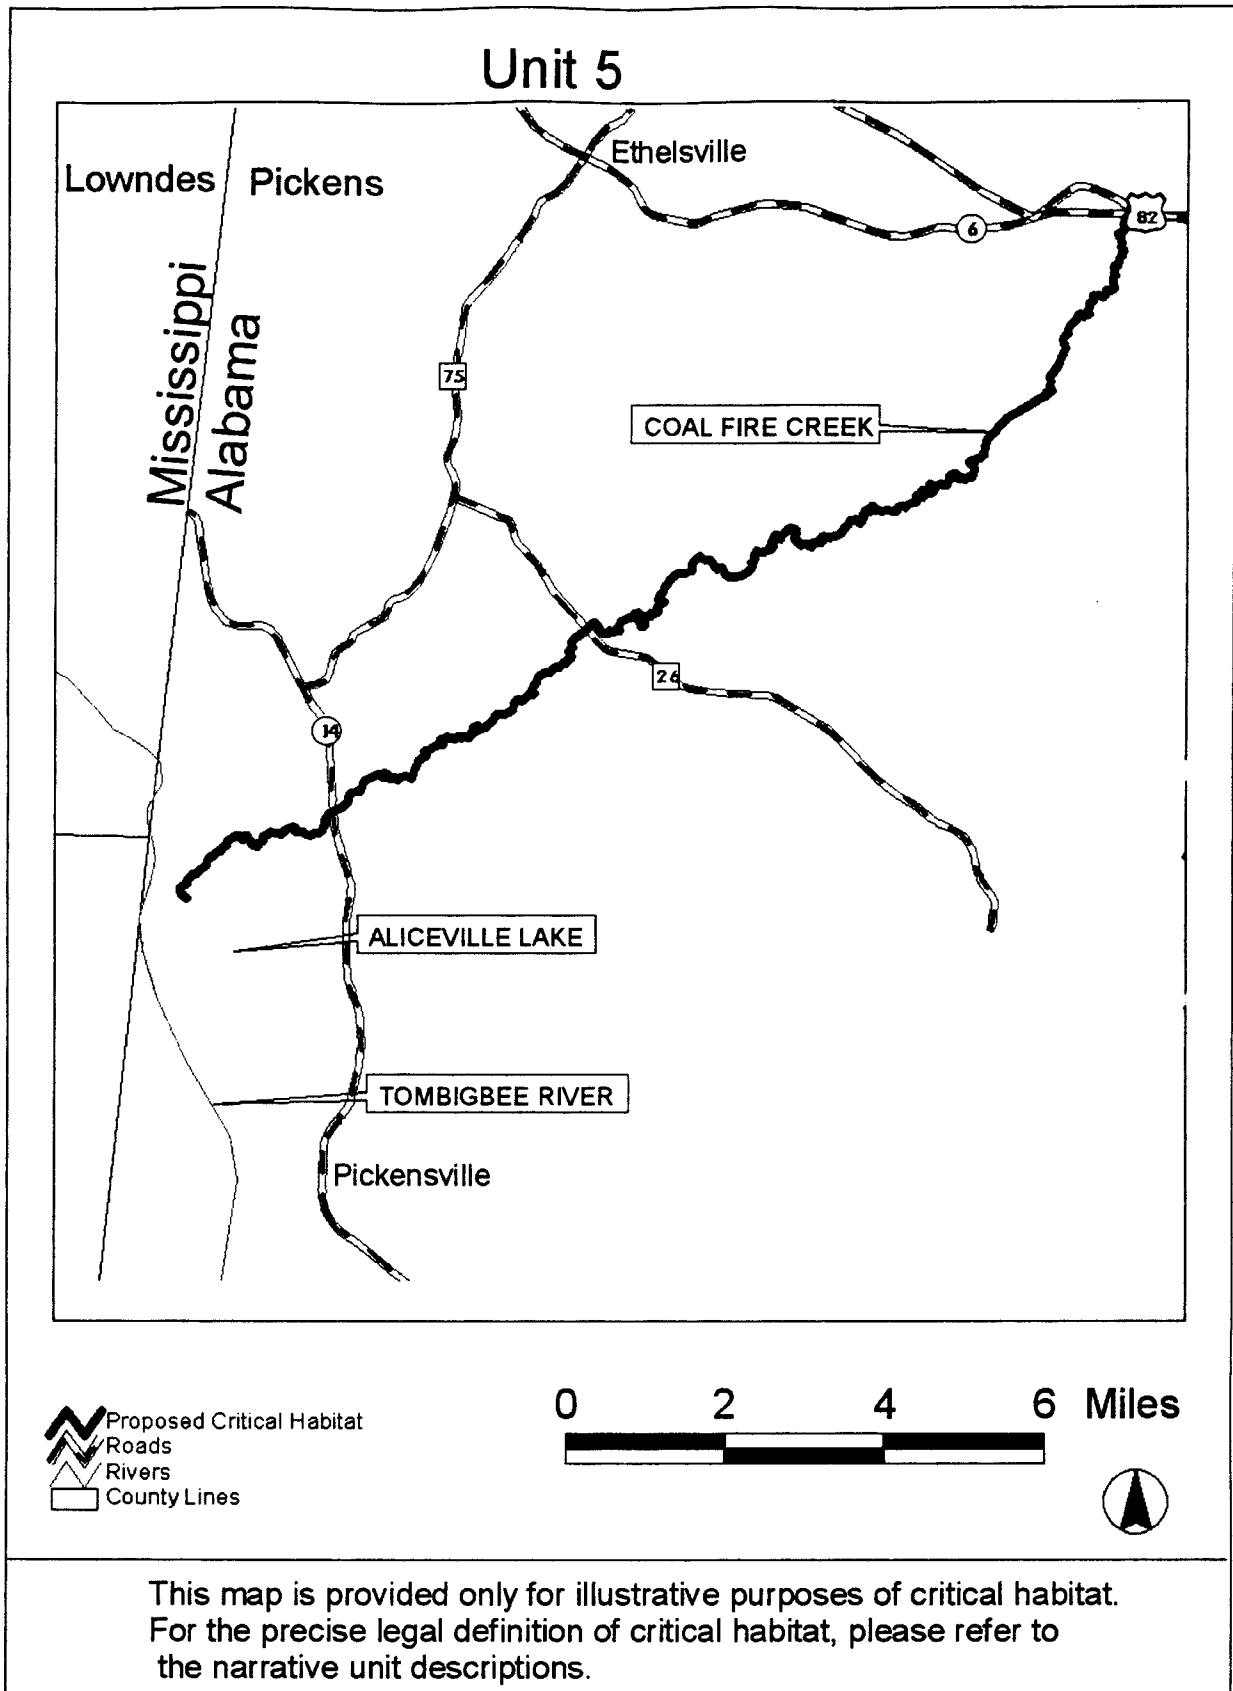 Unit 5
Ethelsville
Lowndes
Pickens
82
6
Mississippi
Alabama
75
COAL FIRE CREEK
26
14
ALICEVILLE LAKE
TOMBIGBEE RIVER
Pickensville
0 2 4 6 Miles
Proposed Critical Habitat
Roads
Rivers
County Lines
This map is provided only for illustrative purposes of critical habitat.
For the precise legal definition of critical habitat, please refer to
the narrative unit descriptions.